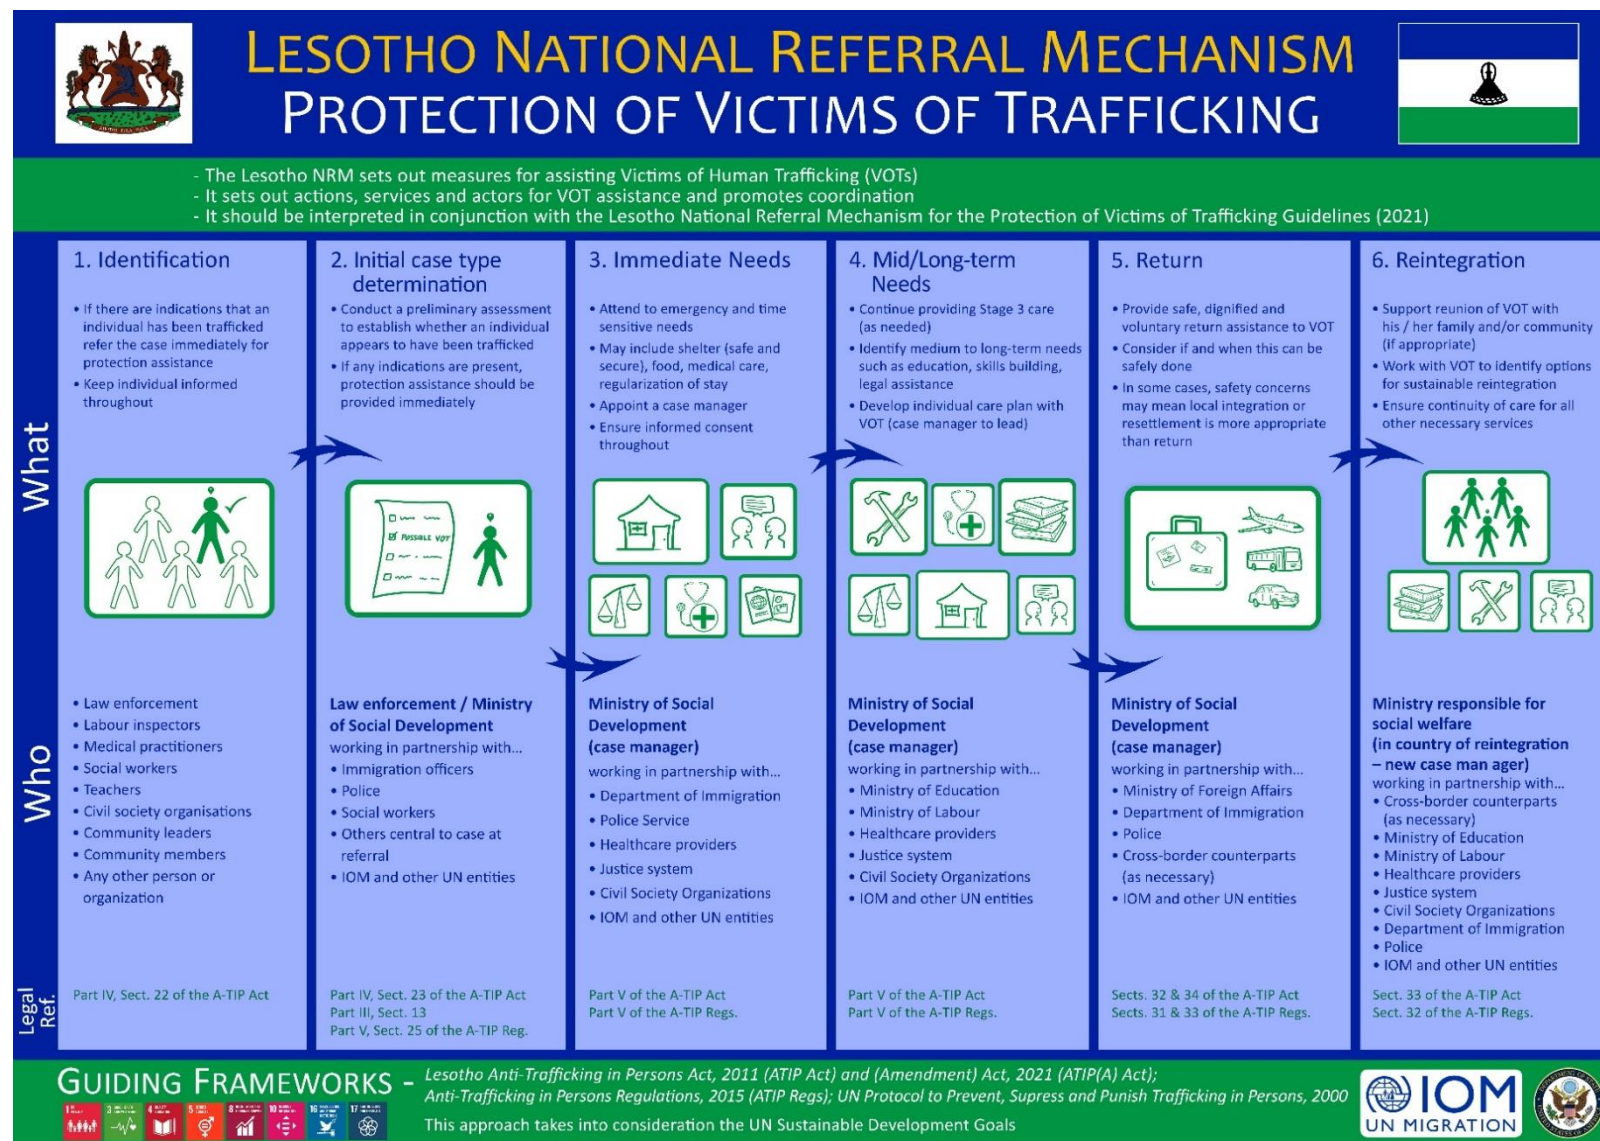 LESOTHO NATIONAL REFERRAL MECHANISM
PROTECTION OF VICTIMS OF TRAFFICKING
- The Lesotho NRM sets out measures for assisting Victims of Human Trafficking (VOTs)
- It sets out actions, services and actors for VOT assistance and promotes coordination
- It should be interpreted in conjunction with the Lesotho National Referral Mechanism for the Protection of Victims of Trafficking Guidelines (2021)
What
1. Identification
• If there are indications that an
individual has been trafficked
refer the case immediately for
protection assistance
• Keep individual informed
throughout
2. Initial case type
determination
• Conduct a preliminary assessment
to establish whether an individual
appears to have been trafficked
• If any indications are present,
protection assistance should be
provided immediately
POSSIBLE VOT
3. Immediate Needs
• Attend to emergency and time
sensitive needs
• May include shelter (safe and
secure), food, medical care,
regularization of stay
• Appoint a case manager
• Ensure informed consent
throughout
4. Mid/Long-term
Needs
• Continue providing Stage 3 care
(as needed)
• Identify medium to long-term needs
such as education, skills building,
legal assistance
• Develop individual care plan with
VOT (case manager to lead)
5. Return
• Provide safe, dignified and
voluntary return assistance to VOT
• Consider if and when this can be
safely done
• In some cases, safety concerns
may mean local integration or
resettlement is more appropriate
than return
6. Reintegration
• Support reunion of VOT with
his / her family and/or community
(if appropriate)
• Work with VOT to identify options
for sustainable reintegration
• Ensure continuity of care for all
other necessary services
Who
• Law enforcement
• Labour inspectors
• Medical practitioners
• Social workers
• Teachers
• Civil society organisations
• Community leaders
• Community members
• Any other person or
organization
Law enforcement / Ministry
of Social Development
working in partnership with...
• Immigration officers
• Police
• Social workers
• Others central to case at
referral
• IOM and other UN entities
Ministry of Social
Development
(case manager)
working in partnership with...
• Department of Immigration
• Police Service
• Healthcare providers
• Justice system
• Civil Society Organizations
• IOM and other UN entities
Ministry of Social
Development
(case manager)
working in partnership with...
• Ministry of Education
• Ministry of Labour
• Healthcare providers
• Justice system
• Civil Society Organizations
• IOM and other UN entities
Ministry of Social
Development
(case manager)
working in partnership with...
• Ministry of Foreign Affairs
• Department of Immigration
• Police
• Cross-border counterparts
(as necessary)
• IOM and other UN entities
Ministry responsible for
social welfare
(in country of reintegration
– new case man ager)
working in partnership with...
• Cross-border counterparts
(as necessary)
• Ministry of Education
• Ministry of Labour
• Healthcare providers
• Justice system
• Civil Society Organizations
• Department of Immigration
• Police
• IOM and other UN entities
Legal
Ref.
Part IV, Sect. 22 of the A-TIP Act
Part IV, Sect. 23 of the A-TIP Act
Part III, Sect. 13
Part V, Sect. 25 of the A-TIP Reg.
Part V of the A-TIP Act
Part V of the A-TIP Regs.
Part V of the A-TIP Act
Part V of the A-TIP Regs.
Sects. 32 & 34 of the A-TIP Act
Sects. 31 & 33 of the A-TIP Regs.
Sect. 33 of the A-TIP Act
Sect. 32 of the A-TIP Regs.
GUIDING FRAMEWORKS -
Lesotho Anti-Trafficking in Persons Act, 2011 (ATIP Act) and (Amendment) Act, 2021 (ATIP(A) Act);
Anti-Trafficking in Persons Regulations, 2015 (ATIP Regs); UN Protocol to Prevent, Supress and Punish Trafficking in Persons, 2000
This approach takes into consideration the UN Sustainable Development Goals
1
3
4
5
8
10
16
17
IOM
UN MIGRATION